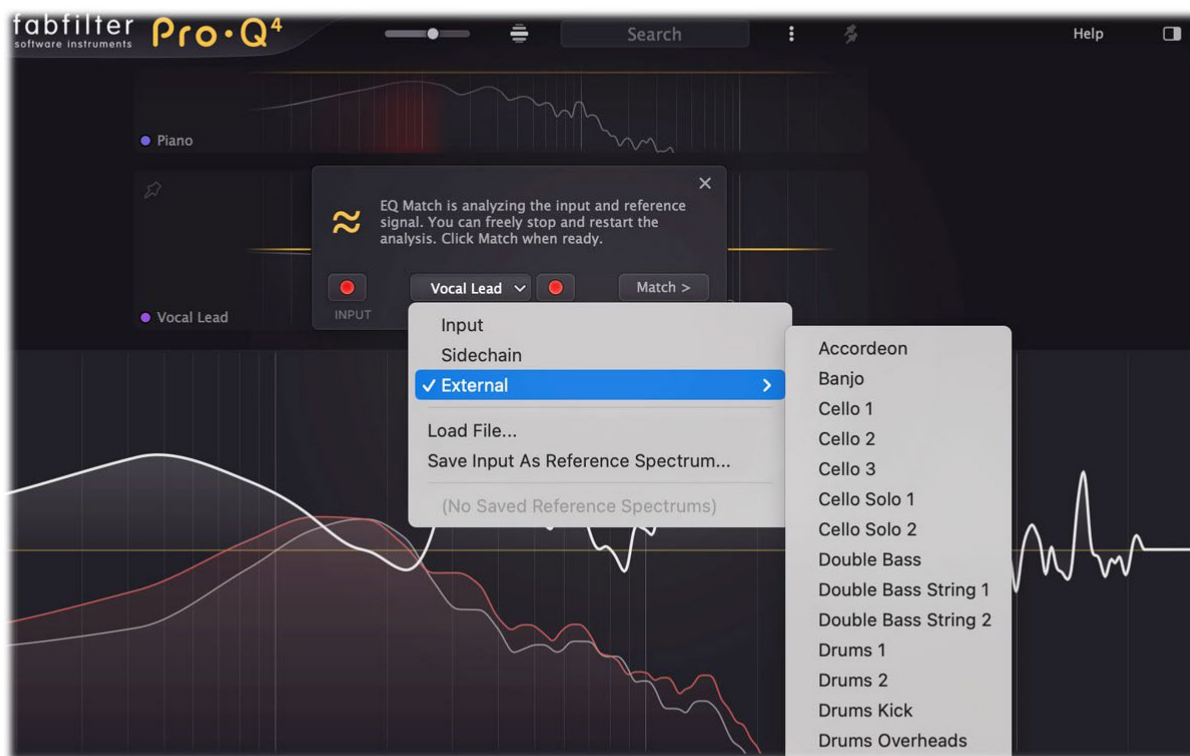 fabfilter
software instruments
Pro·Q⁴
Search
Help
Piano
EQ Match is analyzing the input and reference
signal. You can freely stop and restart the
analysis. Click Match when ready.
Vocal Lead
Match >
INPUT
Vocal Lead
Input
Sidechain
External
Load File...
Save Input As Reference Spectrum...
(No Saved Reference Spectrums)
Accordeon
Banjo
Cello 1
Cello 2
Cello 3
Cello Solo 1
Cello Solo 2
Double Bass
Double Bass String 1
Double Bass String 2
Drums 1
Drums 2
Drums Kick
Drums Overheads